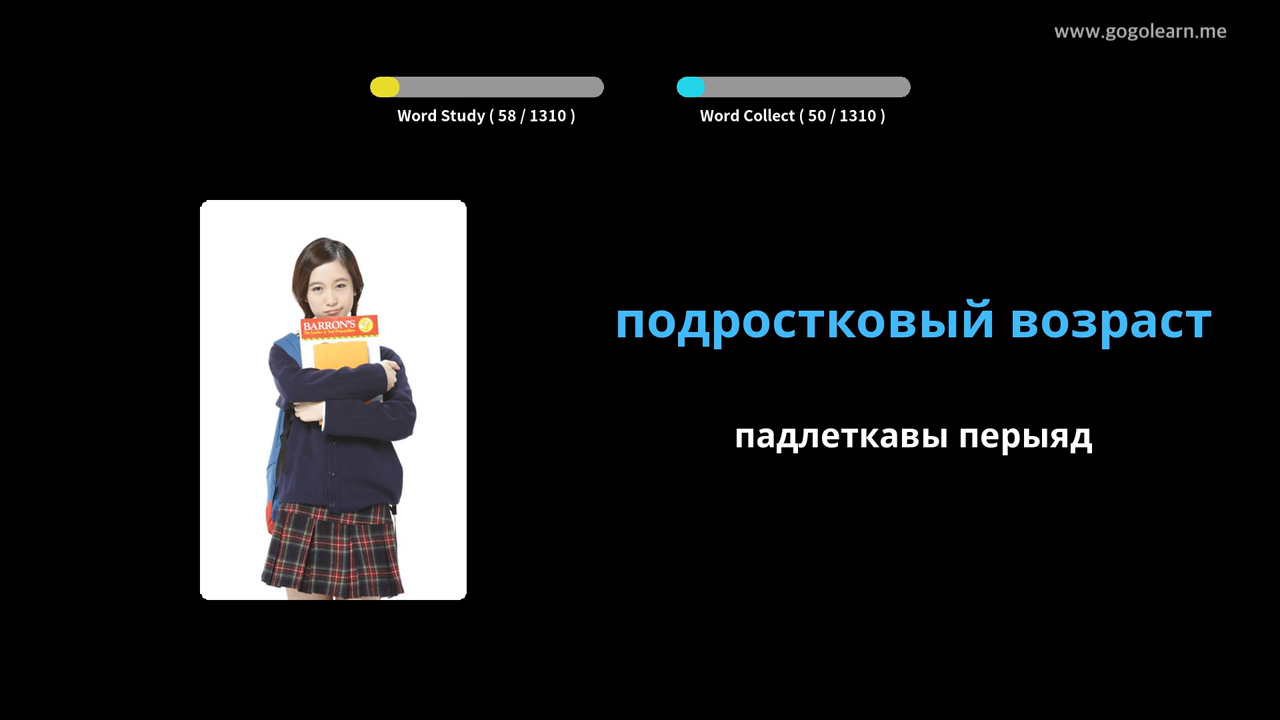 www.gogolearn.me
Word Study ( 58 / 1310 )
Word Collect ( 50 / 1310 )
BARRON'S
подростковый возраст
падлеткавы перыяд